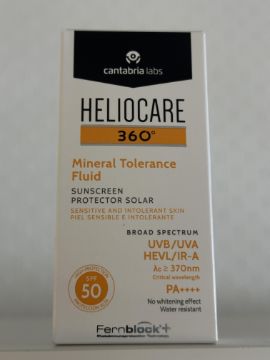 cantabria labs
HELIOCARE
360°
Mineral Tolerance
Fluid
SUNSCREEN
PROTECTOR SOLAR
SENSITIVE AND INTOLERANT SKIN
PIEL SENSIBLE E INTOLERANTE
BROAD SPECTRUM
UVB/UVA
HEVL/IR-A
λc ≥ 370nm
Critical wavelength
PA++++
No whitening effect
Water resistant
SPF
50
Fernblock+